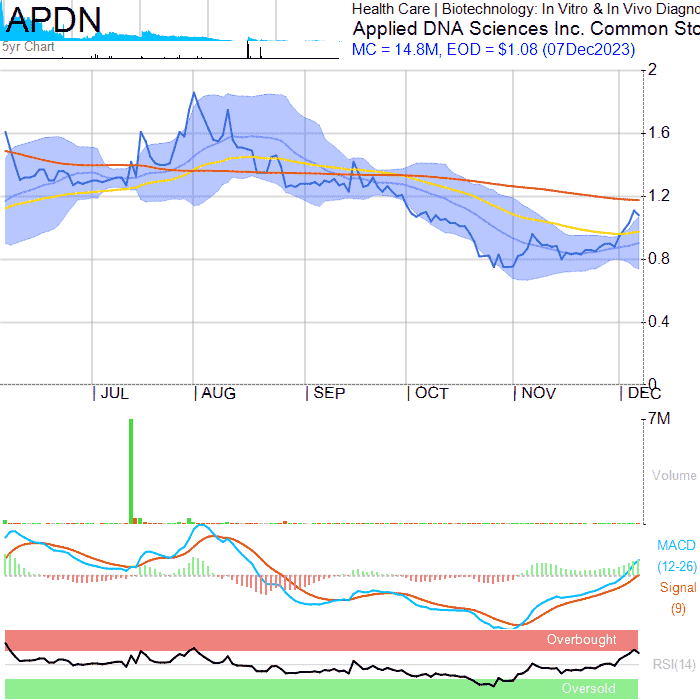 APDN
5yr Chart
Health Care | Biotechnology: In Vitro & In Vivo Diagno
Applied DNA Sciences Inc. Common Sto
MC = 14.8M, EOD = $1.08 (07Dec2023)
2
1.6
1.2
0.8
0.4
0
JUL AUG SEP OCT NOV DEC
7M
Volume
MACD
(12-26)
Signal
(9)
Overbought
RSI(14)
Oversold